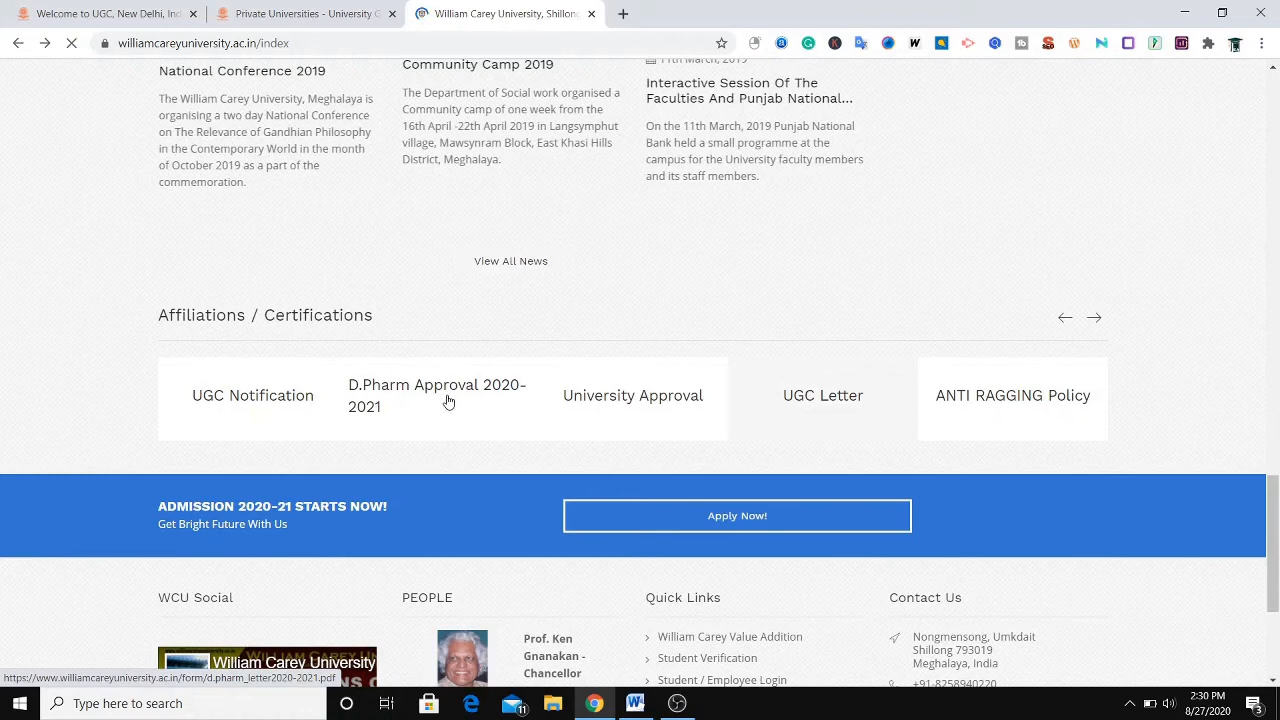 Welcome to UGC, New Delhi, Ind
Private Universities - University G
William Carey University, Shillong
williamcareyuniversity.ac.in/index
National Conference 2019
The William Carey University, Meghalaya is
organising a two day National Conference
on The Relevance of Gandhian Philosophy
in the Contemporary World in the month
of October 2019 as a part of the
commemoration.
Community Camp 2019
The Department of Social work organised a
Community camp of one week from the
16th April -22th April 2019 in Langsymphut
village, Mawsynram Block, East Khasi Hills
District, Meghalaya.
11th March, 2019
Interactive Session Of The
Faculties And Punjab National...
On the 11th March, 2019 Punjab National
Bank held a small programme at the
campus for the University faculty members
and its staff members.
View All News
Affiliations / Certifications
UGC Notification
D.Pharm Approval 2020-
2021
University Approval
UGC Letter
ANTI RAGGING Policy
ADMISSION 2020-21 STARTS NOW!
Get Bright Future With Us
Apply Now!
WCU Social
William Carey University
PEOPLE
Prof. Ken
Gnanakan -
Chancellor
Quick Links
William Carey Value Addition
Student Verification
Student / Employee Login
Contact Us
Nongmensong, Umkdait
Shillong 793019
Meghalaya, India
+91-8258940220
https://www.williamcareyuniversity.ac.in/form/d.pharm_letter2020-2021.pdf
Type here to search
11
2:30 PM
8/27/2020
3